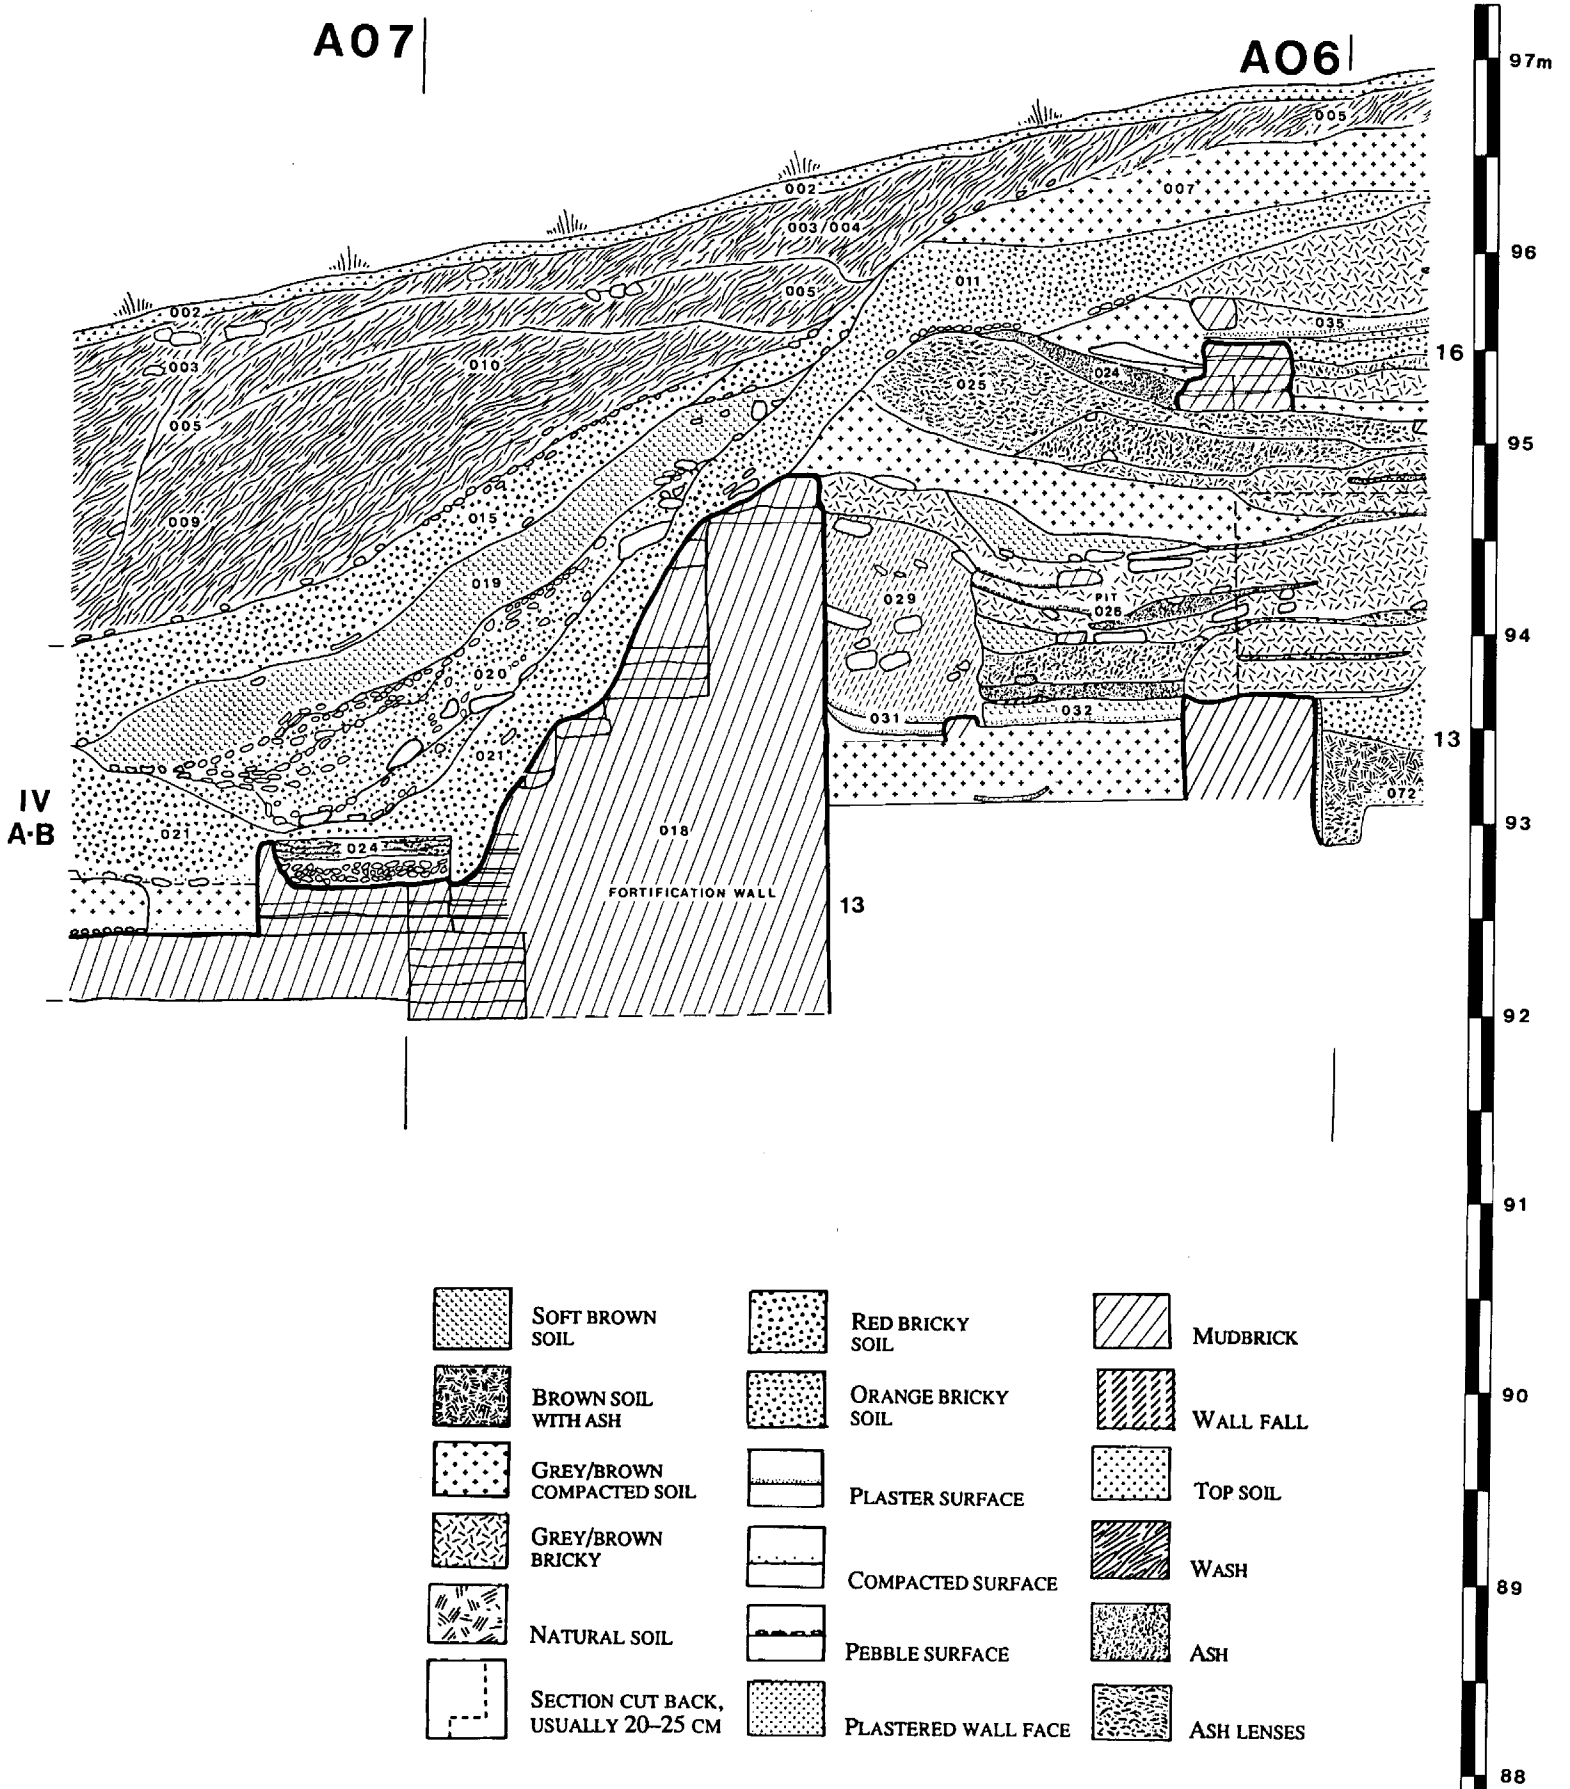 A07
A06
97m
005
002
007
003/004
96
011
005
002
035
16
003
010
024
025
005
95
015
009
019
029
PIT
026
94
020
031
032
13
021
072
IV
A-B
021
93
018
024
FORTIFICATION WALL
13
92
91
SOFT BROWN
SOIL
RED BRICKY
SOIL
MUDBRICK
BROWN SOIL
WITH ASH
ORANGE BRICKY
SOIL
WALL FALL
90
GREY/BROWN
COMPACTED SOIL
PLASTER SURFACE
TOP SOIL
GREY/BROWN
BRICKY
COMPACTED SURFACE
WASH
89
NATURAL SOIL
PEBBLE SURFACE
ASH
SECTION CUT BACK,
USUALLY 20–25 CM
PLASTERED WALL FACE
ASH LENSES
88